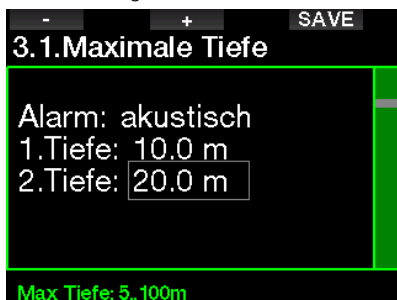 - + SAVE
3.1.Maximale Tiefe
Alarm: akustisch
1.Tiefe: 10.0 m
2.Tiefe: 20.0 m
Max Tiefe: 5..100m